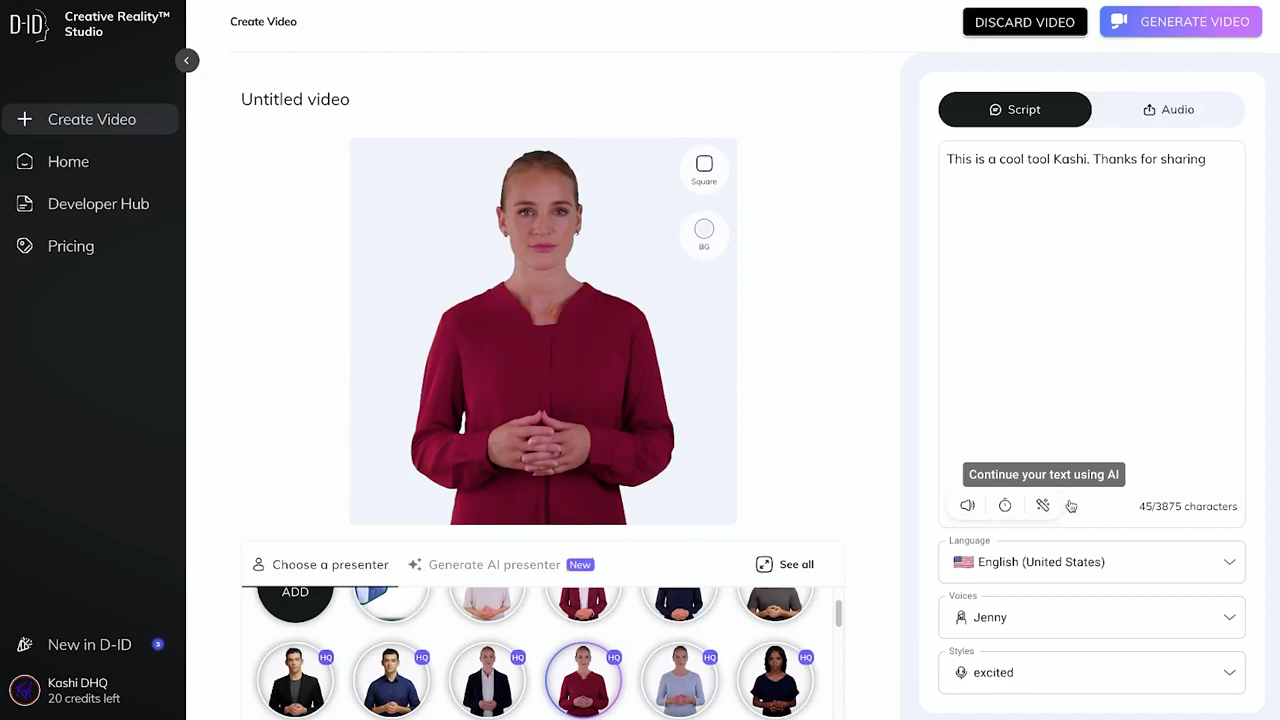 D-ID
Creative Reality™
Studio
Create Video
Home
Developer Hub
Pricing
New in D-ID
3
Kashi DHQ
20 credits left
Create Video
DISCARD VIDEO
GENERATE VIDEO
Untitled video
Square
BG
Choose a presenter
Generate AI presenter
New
See all
ADD
HQ
HQ
HQ
HQ
HQ
HQ
Script
Audio
This is a cool tool Kashi. Thanks for sharing
Continue your text using AI
45/3875 characters
Language
English (United States)
Voices
Jenny
Styles
excited